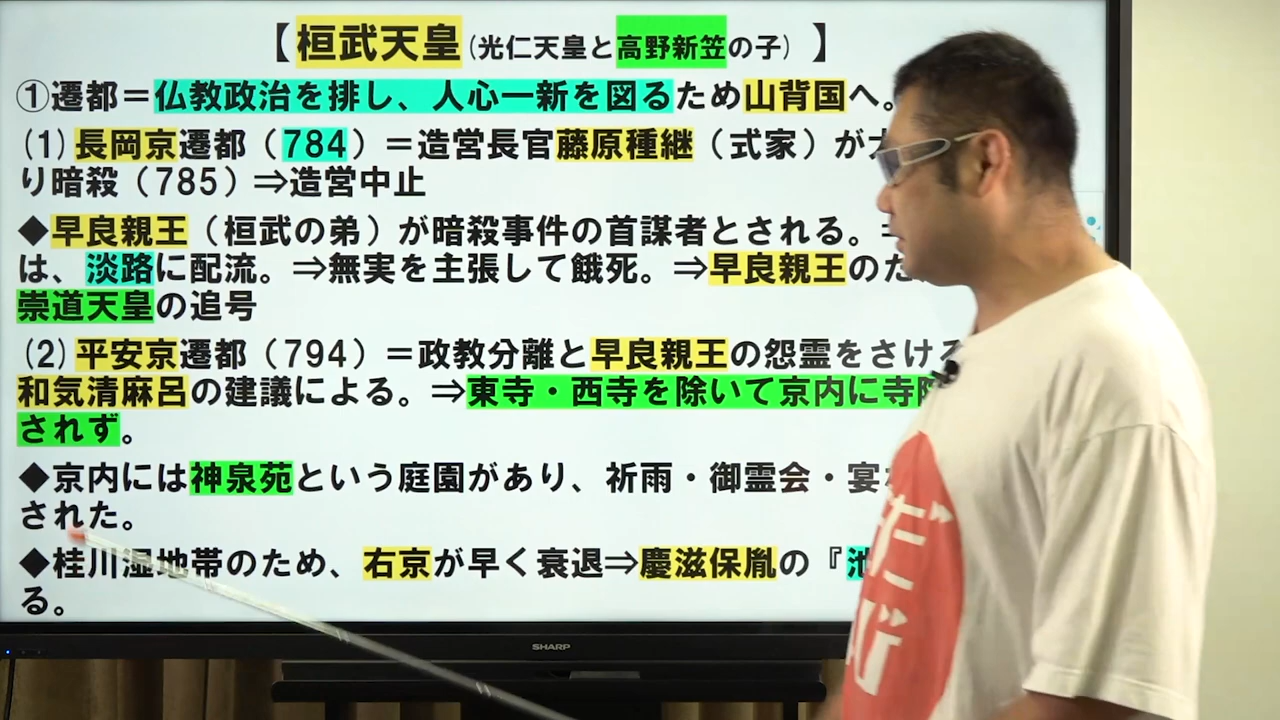 【桓武天皇(光仁天皇と高野新笠の子)】
①遷都＝仏教政治を排し、人心一新を図るため山背国へ。
(1)長岡京遷都（784）＝造営長官藤原種継（式家）が
り暗殺（785）⇒造営中止
◆早良親王（桓武の弟）が暗殺事件の首謀者とされる。
は、淡路に配流。⇒無実を主張して餓死。⇒早良親王のた
崇道天皇の追号
(2)平安京遷都（794）＝政教分離と早良親王の怨霊をさける
和気清麻呂の建議による。⇒東寺・西寺を除いて京内に寺
されず。
◆京内には神泉苑という庭園があり、祈雨・御霊会・宴
された。
◆桂川湿地帯のため、右京が早く衰退⇒慶滋保胤の『池
る。
SHARP